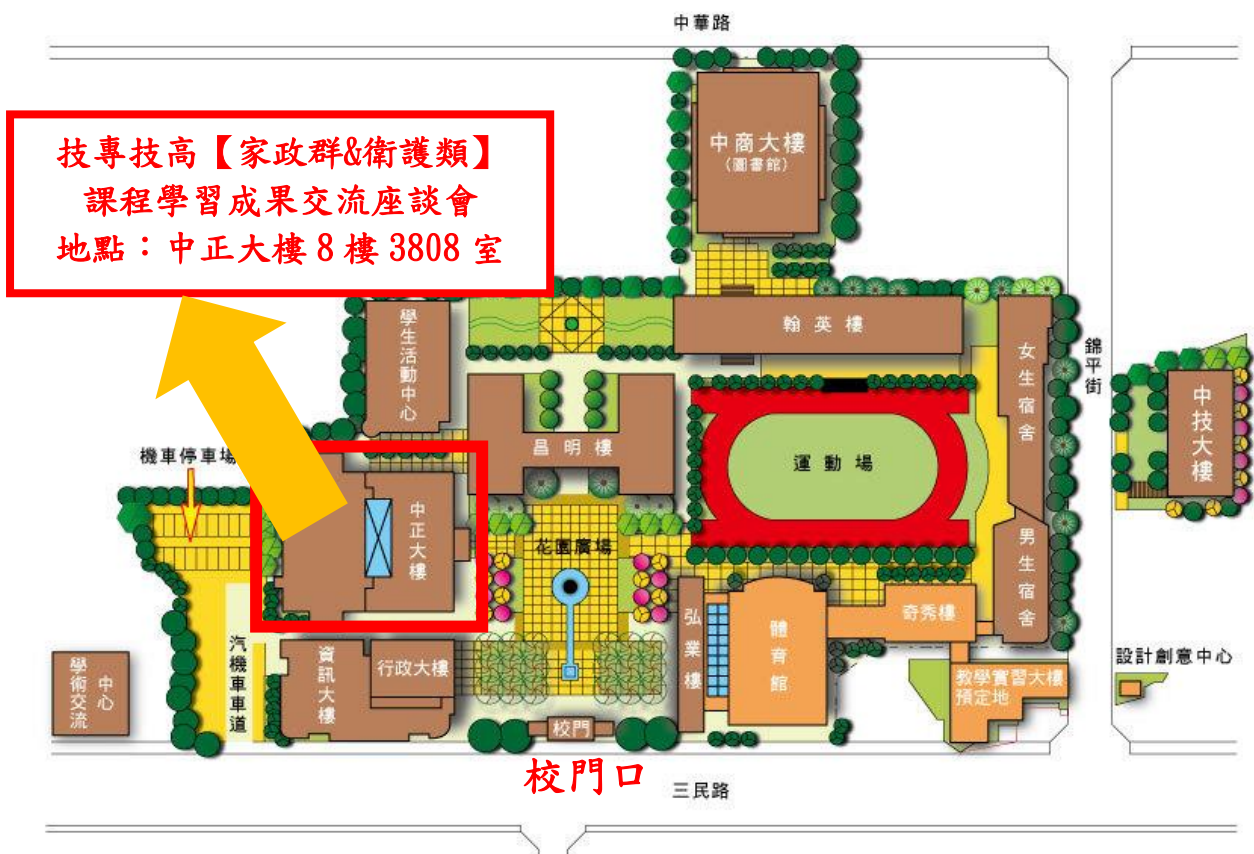 中華路
技專技高【家政群&衛護類】
課程學習成果交流座談會
地點：中正大樓 8 樓 3808 室
中商大樓
（圖書館）
學生活動中心
翰英樓
女生宿舍
錦平街
中技大樓
機車停車場
昌明樓
運動場
中正大樓
花園廣場
男生宿舍
弘業樓
體育館
奇秀樓
汽機車車道
資訊大樓
行政大樓
學術交流
中心
教學實習大樓
預定地
設計創意中心
校門
校門口
三民路